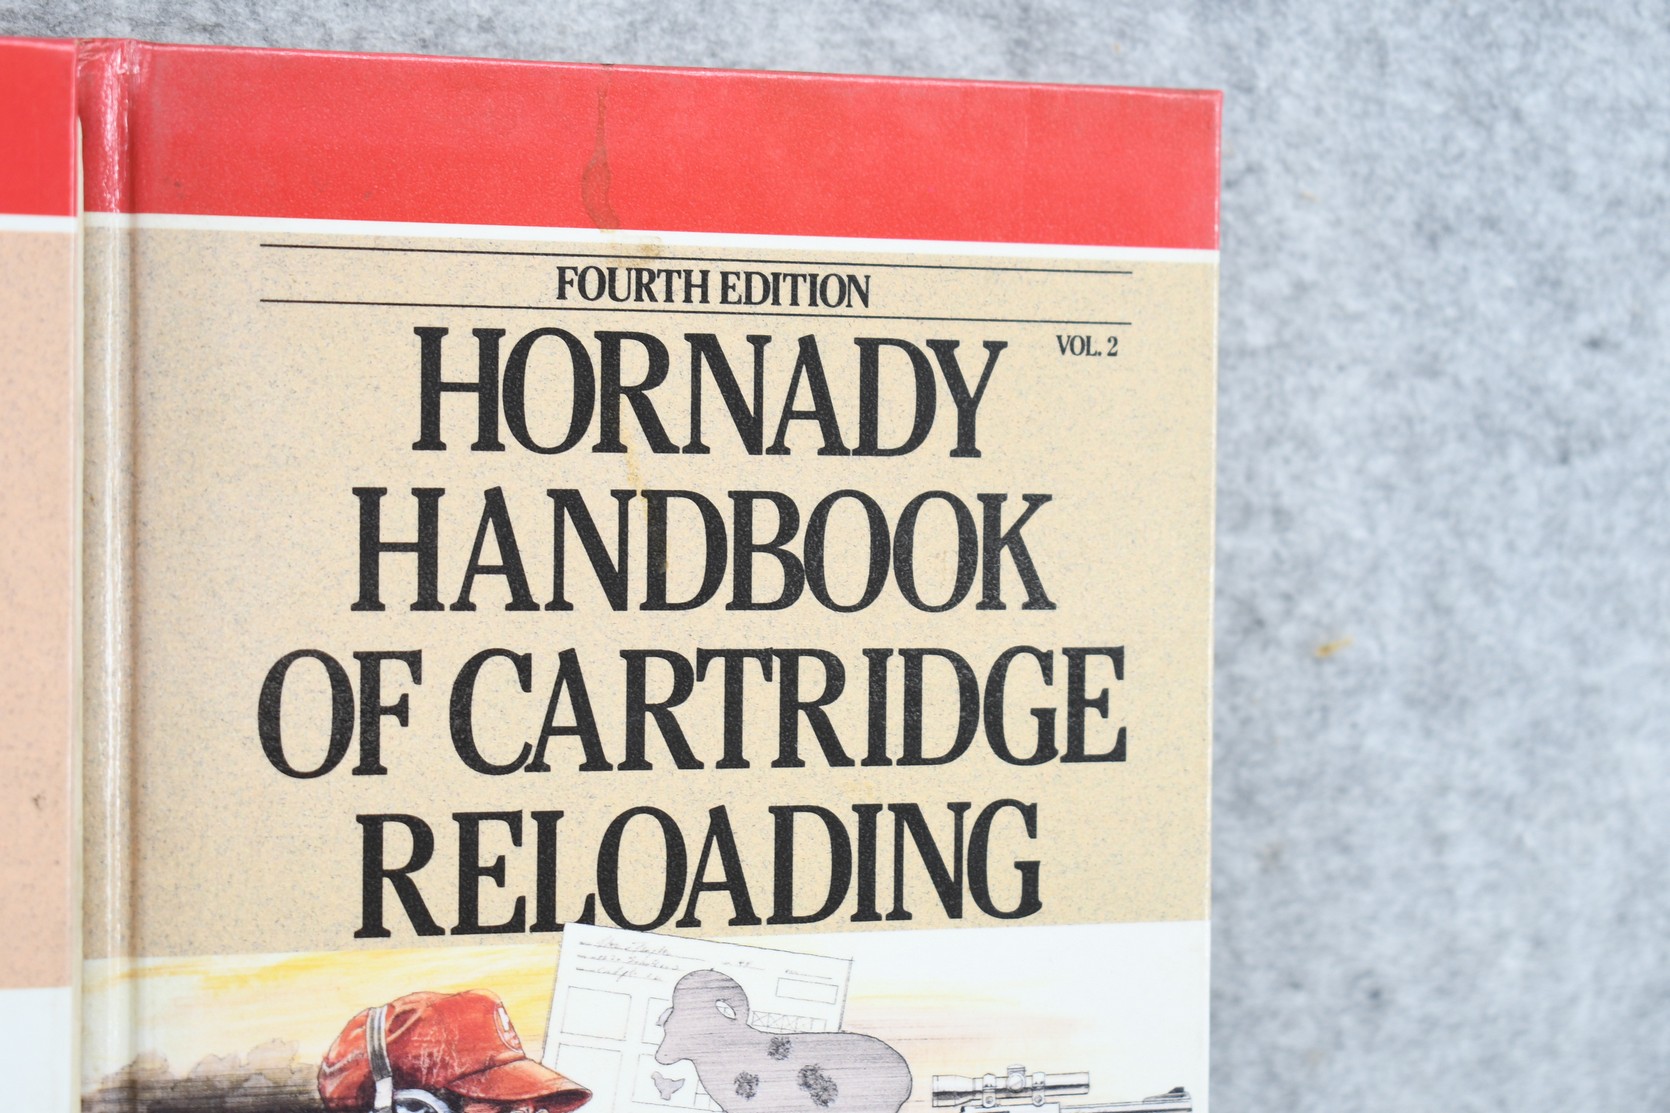 FOURTH EDITION
VOL. 2
HORNADY
HANDBOOK
OF CARTRIDGE
RELOADING